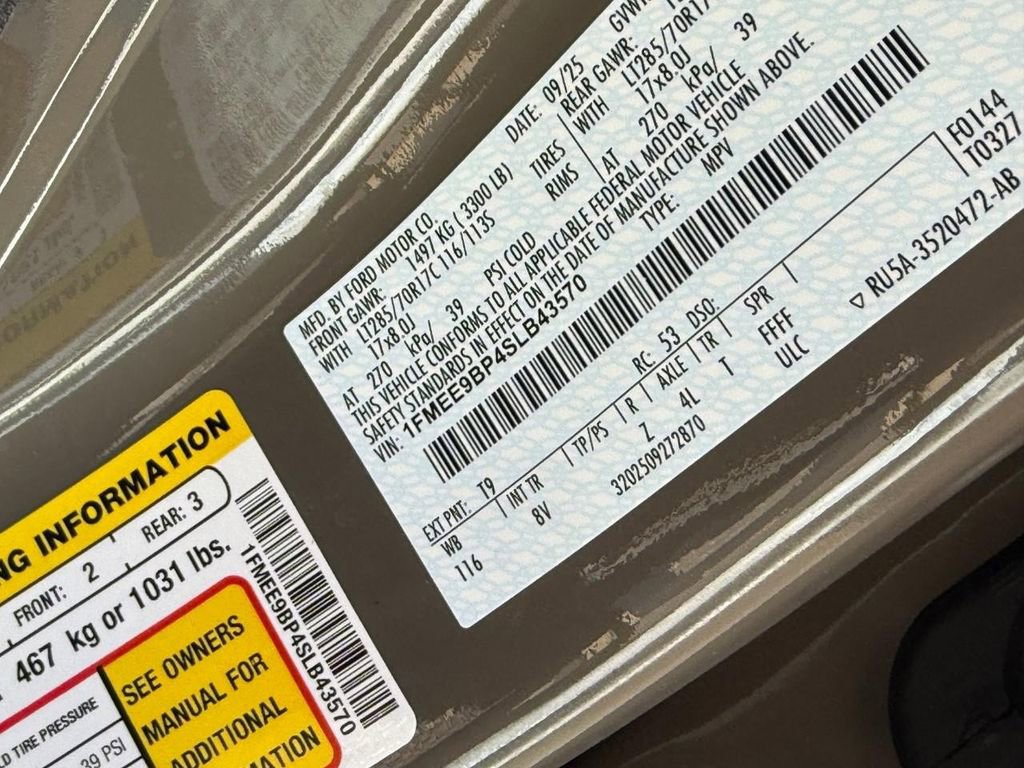 MFD. BY FORD MOTOR CO.
DATE: 09/25
FRONT GAWR: 1497 KG ( 3300 LB)
REAR GAWR:
WITH LT285/70R17C 116/113S TIRES
WITH LT285/70R17
17x8.0J RIMS
17x8.0J
AT 270 kPa/ 39 PSI COLD
AT 270 kPa/ 39
THIS VEHICLE CONFORMS TO ALL APPLICABLE FEDERAL MOTOR VEHICLE
SAFETY STANDARDS IN EFFECT ON THE DATE OF MANUFACTURE SHOWN ABOVE.
VIN: 1FMEE9BP4SLB43570
TYPE: MPV
F0144
T0327
EXT PNT: T9
RC: 53 DSO:
WB INT TR TP/PS R AXLE TR SPR
116 8V Z 4L T FFFF
3202509272870 ULC
▽ RU5A-3520472-AB
NG INFORMATION
FRONT: 2 REAR: 3
467 kg or 1031 lbs.
1FMEE9BP4SLB43570
D TIRE PRESSURE
39 PSI
SEE OWNERS
MANUAL FOR
ADDITIONAL
MATION